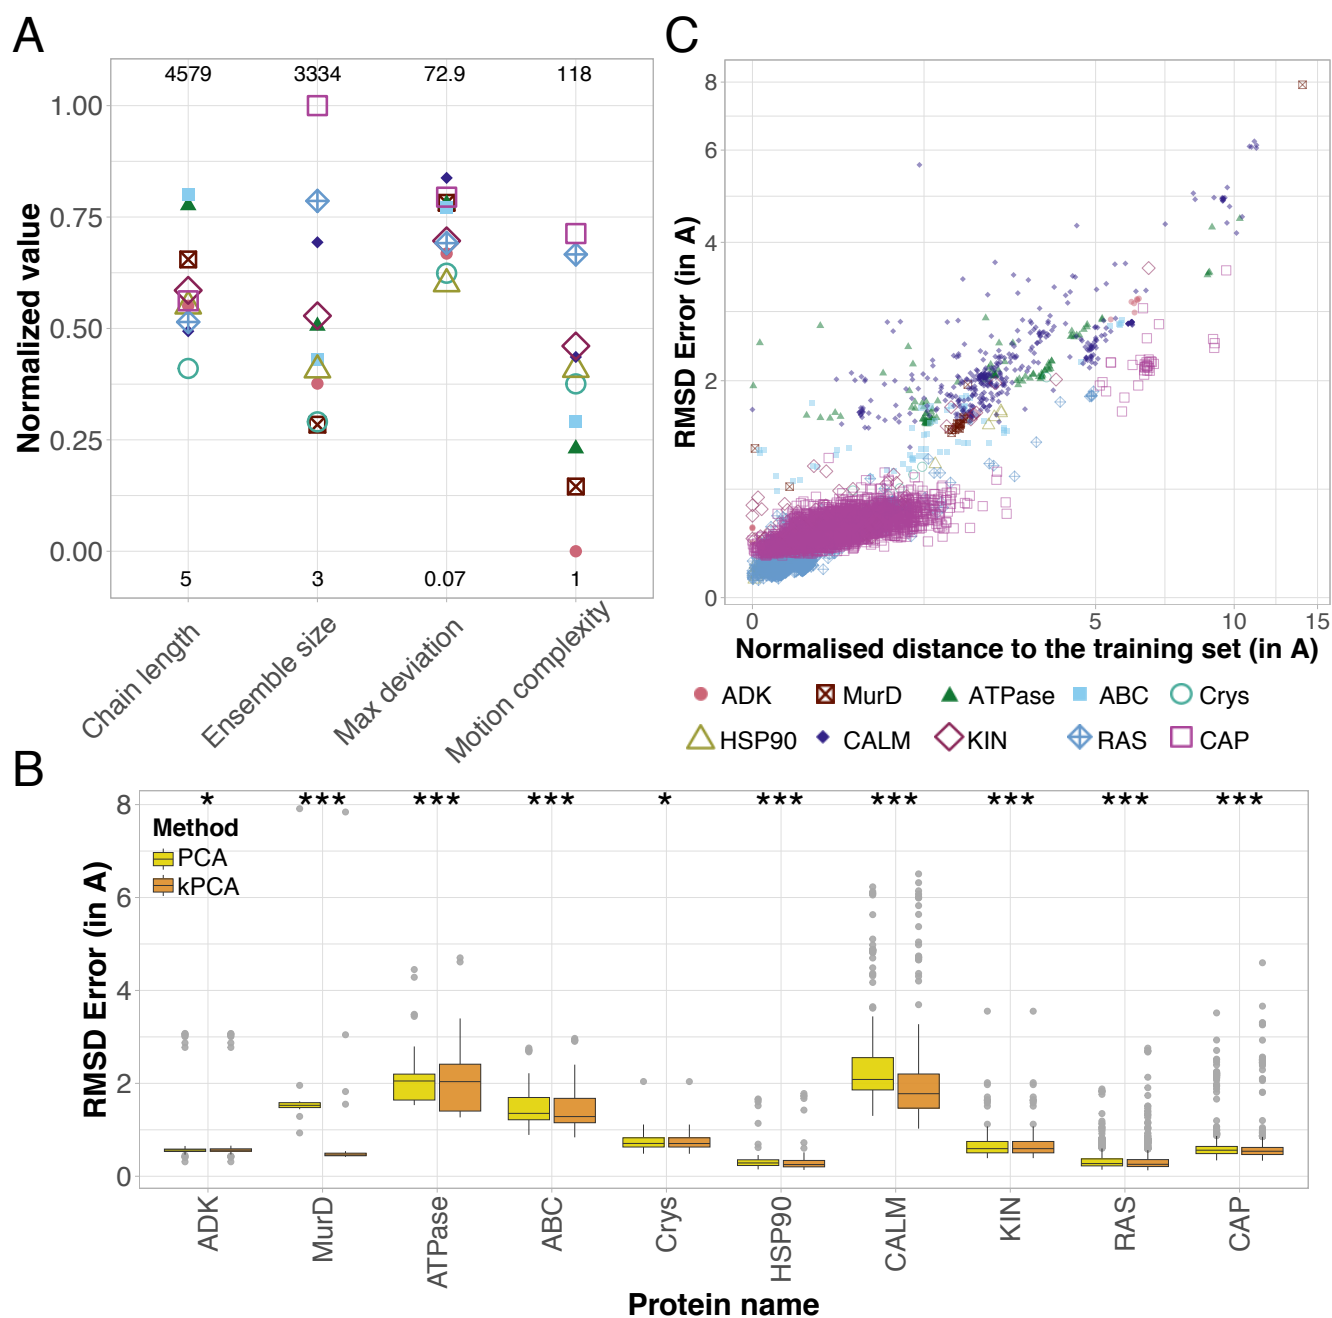 A
4579 3334 72.9 118
1.00
0.75
0.50
0.25
0.00
Normalized value
5 3 0.07 1
Chain length
Ensemble size
Max deviation
Motion complexity
C
8
6
4
2
0
RMSD Error (in A)
0 5 10 15
Normalised distance to the training set (in A)
ADK MurD ATPase ABC Crys
HSP90 CALM KIN RAS CAP
B
* *** *** *** * *** *** *** *** ***
8
6
4
2
0
RMSD Error (in A)
Method
PCA
kPCA
ADK
MurD
ATPase
ABC
Crys
HSP90
CALM
KIN
RAS
CAP
Protein name